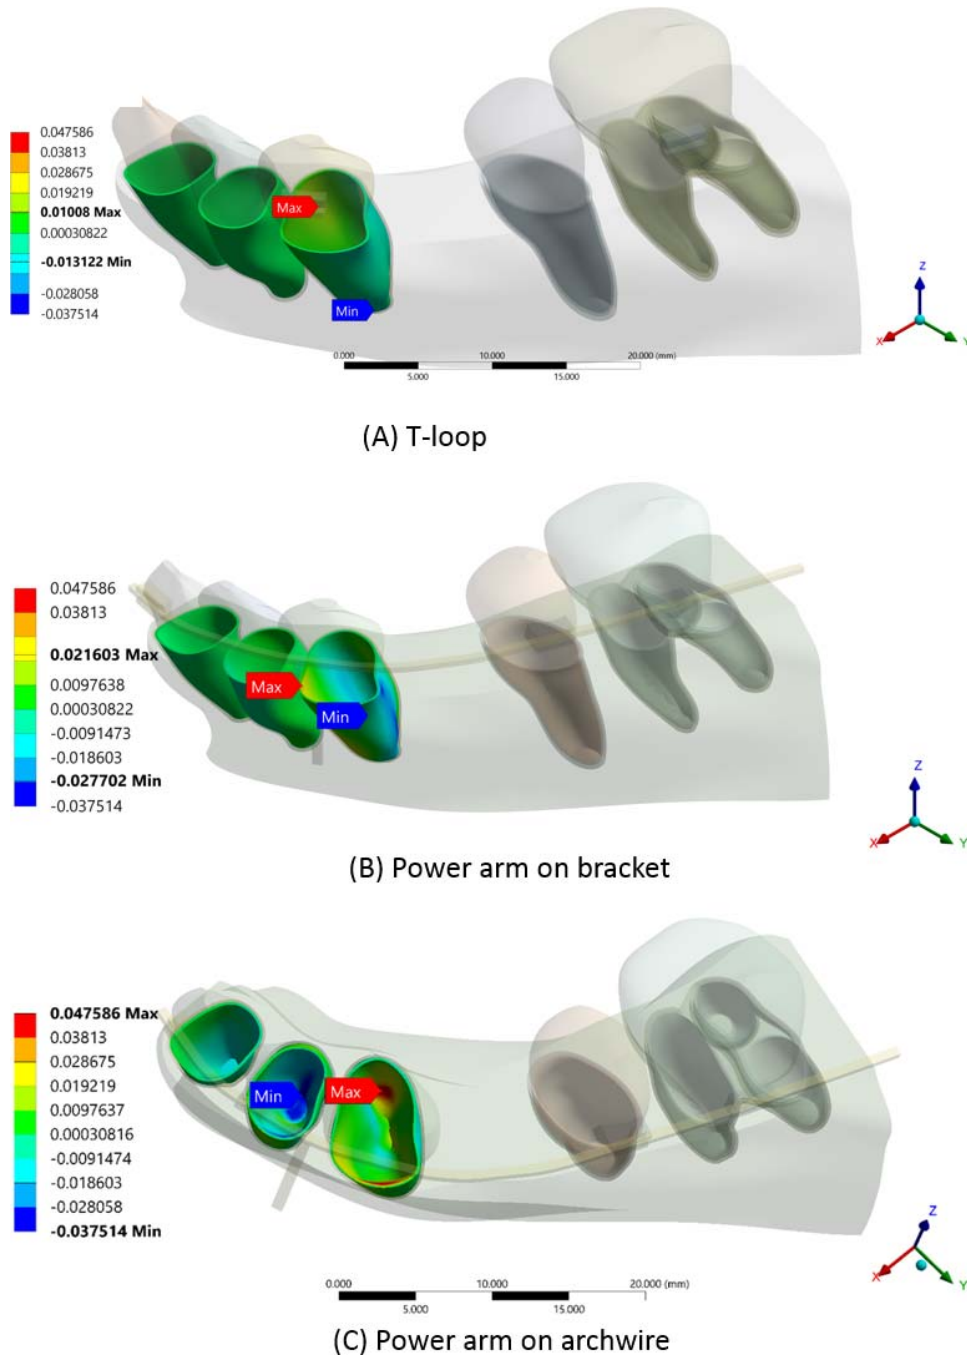 0.047586
0.03813
0.028675
0.019219
0.01008 Max
0.00030822
-0.013122 Min
-0.028058
-0.037514
Max
Min
Z
X
Y
0.000 10.000 20.000 (mm)
5.000 15.000
(A) T-loop
0.047586
0.03813
0.021603 Max
0.0097638
0.00030822
-0.0091473
-0.018603
-0.027702 Min
-0.037514
Max
Min
Z
X
Y
(B) Power arm on bracket
0.047586 Max
0.03813
0.028675
0.019219
0.0097637
0.00030816
-0.0091474
-0.018603
-0.028058
-0.037514 Min
Min
Max
Z
X
Y
0.000 10.000 20.000 (mm)
5.000 15.000
(C) Power arm on archwire